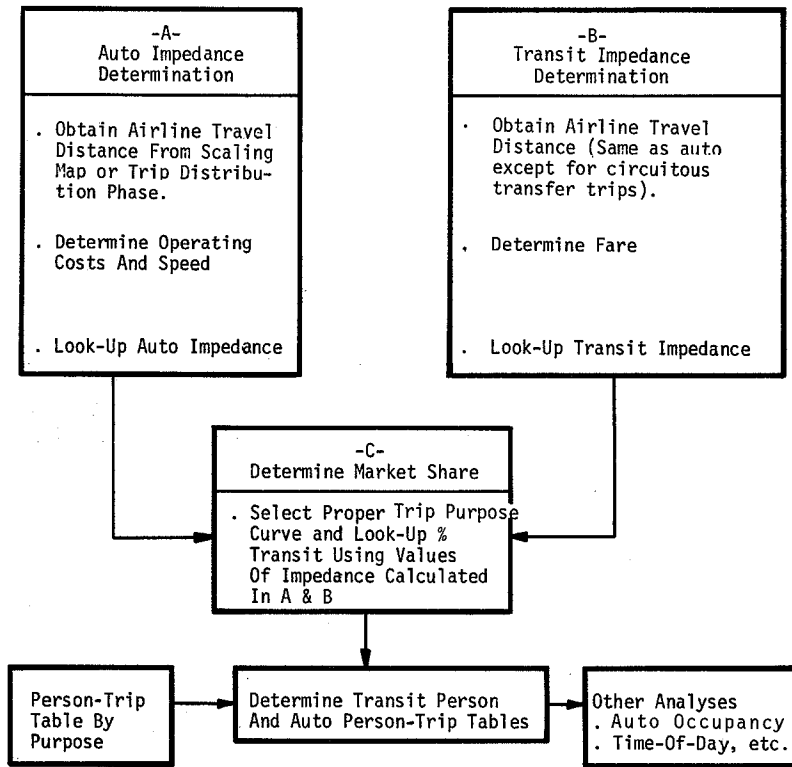 -A-
Auto Impedance
Determination
. Obtain Airline Travel
Distance From Scaling
Map or Trip Distribu-
tion Phase.
. Determine Operating
Costs And Speed
. Look-Up Auto Impedance
-B-
Transit Impedance
Determination
. Obtain Airline Travel
Distance (Same as auto
except for circuitous
transfer trips).
. Determine Fare
. Look-Up Transit Impedance
-C-
Determine Market Share
. Select Proper Trip Purpose
Curve and Look-Up %
Transit Using Values
Of Impedance Calculated
In A & B
Person-Trip
Table By
Purpose
Determine Transit Person
And Auto Person-Trip Tables
Other Analyses
. Auto Occupancy
. Time-Of-Day, etc.